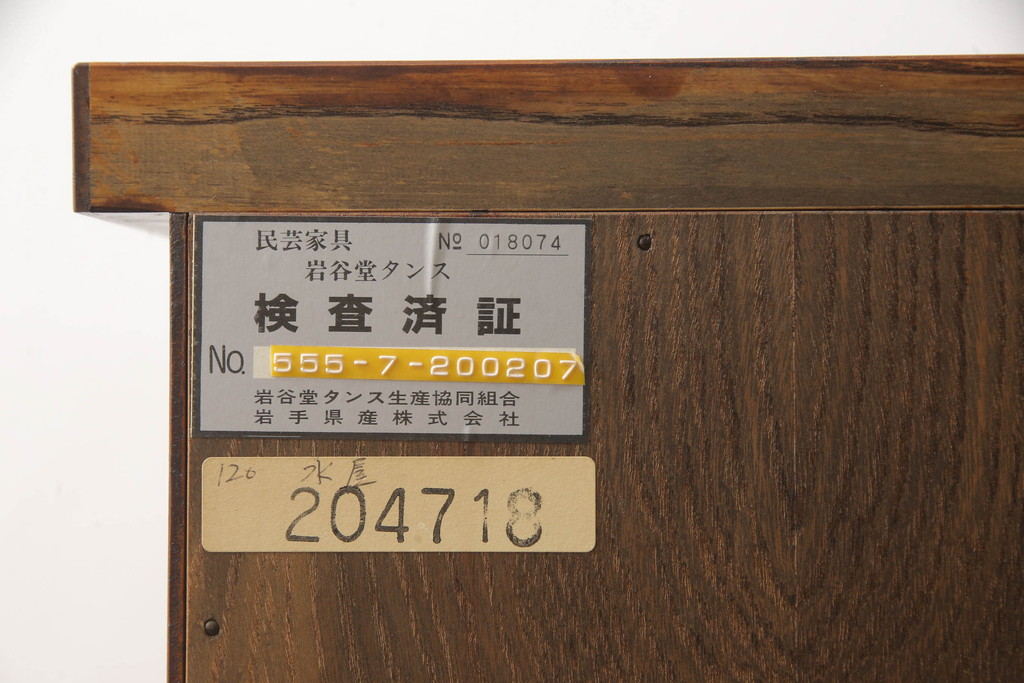 民芸家具 № 018074
岩谷堂タンス
検査済証
No. 555-7-200207
岩谷堂タンス生産協同組合
岩手県産株式会社
126 水屋
204718